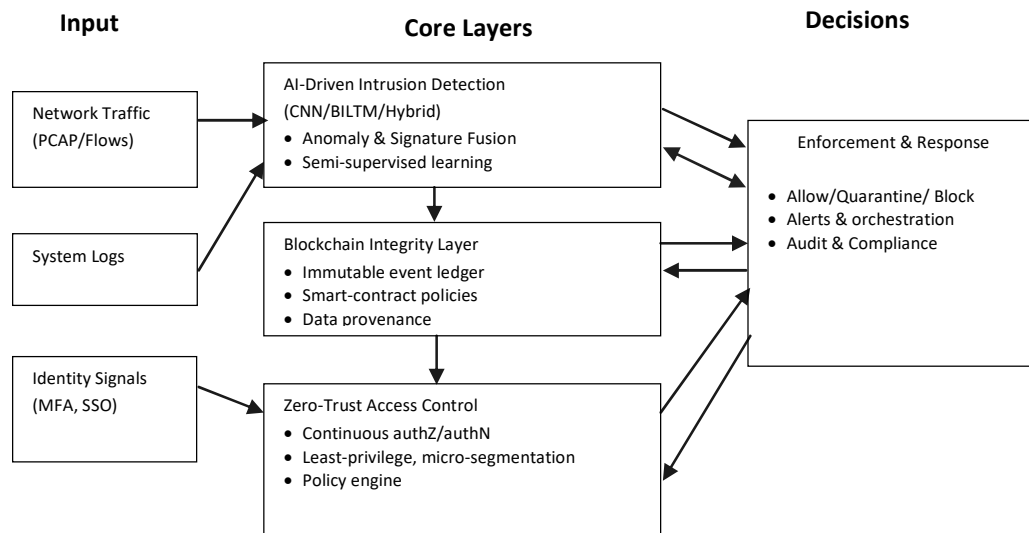 Input
Core Layers
Decisions
Network Traffic
(PCAP/Flows)
System Logs
Identity Signals
(MFA, SSO)
AI-Driven Intrusion Detection
(CNN/BILTM/Hybrid)
• Anomaly & Signature Fusion
• Semi-supervised learning
Blockchain Integrity Layer
• Immutable event ledger
• Smart-contract policies
• Data provenance
Zero-Trust Access Control
• Continuous authZ/authN
• Least-privilege, micro-segmentation
• Policy engine
Enforcement & Response
• Allow/Quarantine/ Block
• Alerts & orchestration
• Audit & Compliance